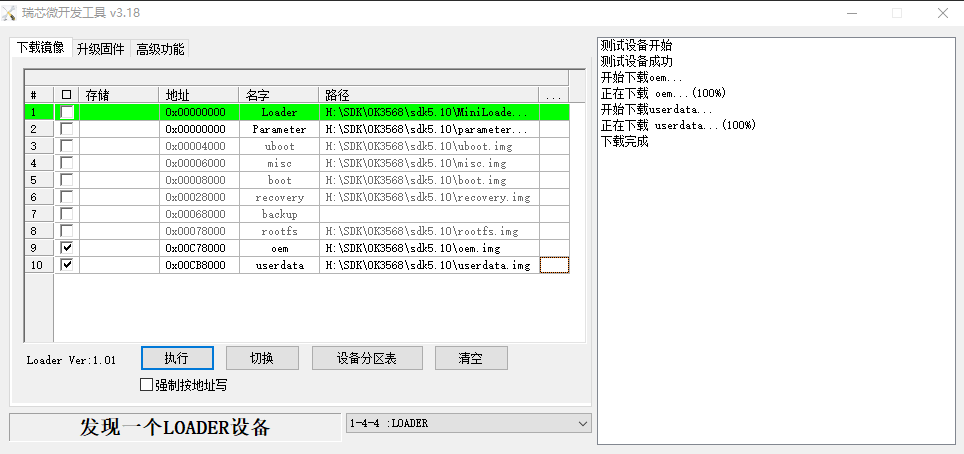 瑞芯微开发工具 v3.18
下载镜像 升级固件 高级功能
# 存储 地址 名字 路径 ...
1 0x00000000 Loader H:\SDK\OK3568\sdk5.10\MiniLoade...
2 0x00000000 Parameter H:\SDK\OK3568\sdk5.10\parameter...
3 0x00004000 uboot H:\SDK\OK3568\sdk5.10\uboot.img
4 0x00006000 misc H:\SDK\OK3568\sdk5.10\misc.img
5 0x00008000 boot H:\SDK\OK3568\sdk5.10\boot.img
6 0x00028000 recovery H:\SDK\OK3568\sdk5.10\recovery.img
7 0x00068000 backup
8 0x00078000 rootfs H:\SDK\OK3568\sdk5.10\rootfs.img
9 0x00C78000 oem H:\SDK\OK3568\sdk5.10\oem.img
10 0x00CB8000 userdata H:\SDK\OK3568\sdk5.10\userdata.img
Loader Ver:1.01 执行 切换 设备分区表 清空
强制按地址写
发现一个LOADER设备 1-4-4 :LOADER
测试设备开始
测试设备成功
开始下载oem...
正在下载 oem...(100%)
开始下载userdata...
正在下载 userdata...(100%)
下载完成